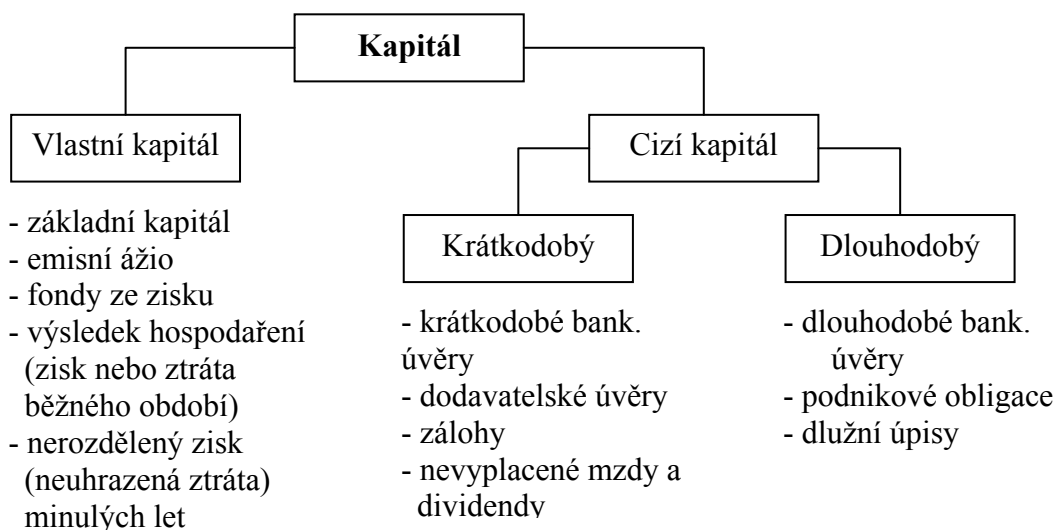 Kapitál
Vlastní kapitál
Cizí kapitál
- základní kapitál
- emisní ážio
- fondy ze zisku
- výsledek hospodaření
(zisk nebo ztráta
běžného období)
- nerozdělený zisk
(neuhrazená ztráta)
minulých let
Krátkodobý
- krátkodobé bank.
úvěry
- dodavatelské úvěry
- zálohy
- nevyplacené mzdy a
dividendy
Dlouhodobý
- dlouhodobé bank.
úvěry
- podnikové obligace
- dlužní úpisy